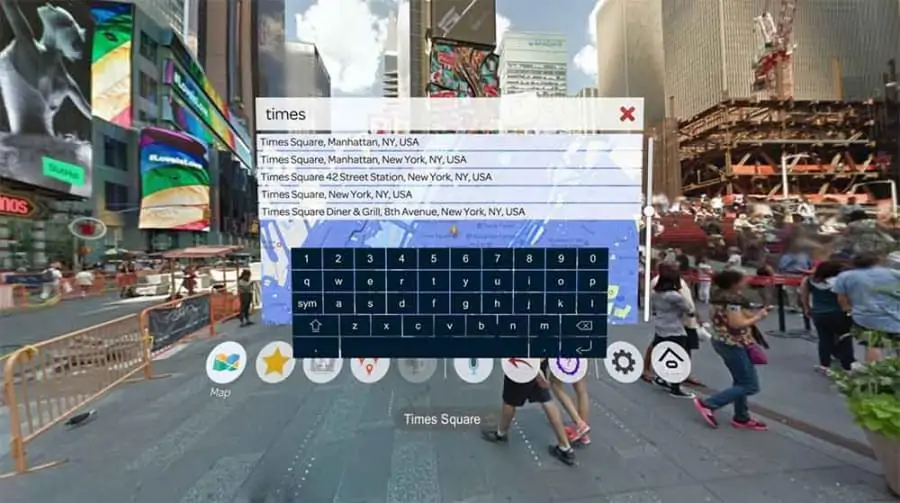 times
Times Square, Manhattan, NY, USA
Times Square, Manhattan, New York, NY, USA
Times Square 42 Street Station, New York, NY, USA
Times Square, New York, NY, USA
Times Square Diner & Grill, 8th Avenue, New York, NY, USA
1 2 3 4 5 6 7 8 9 0
q w e r t y u i o p
sym a s d f g h j k l
z x c v b n m
, .
Map
Times Square